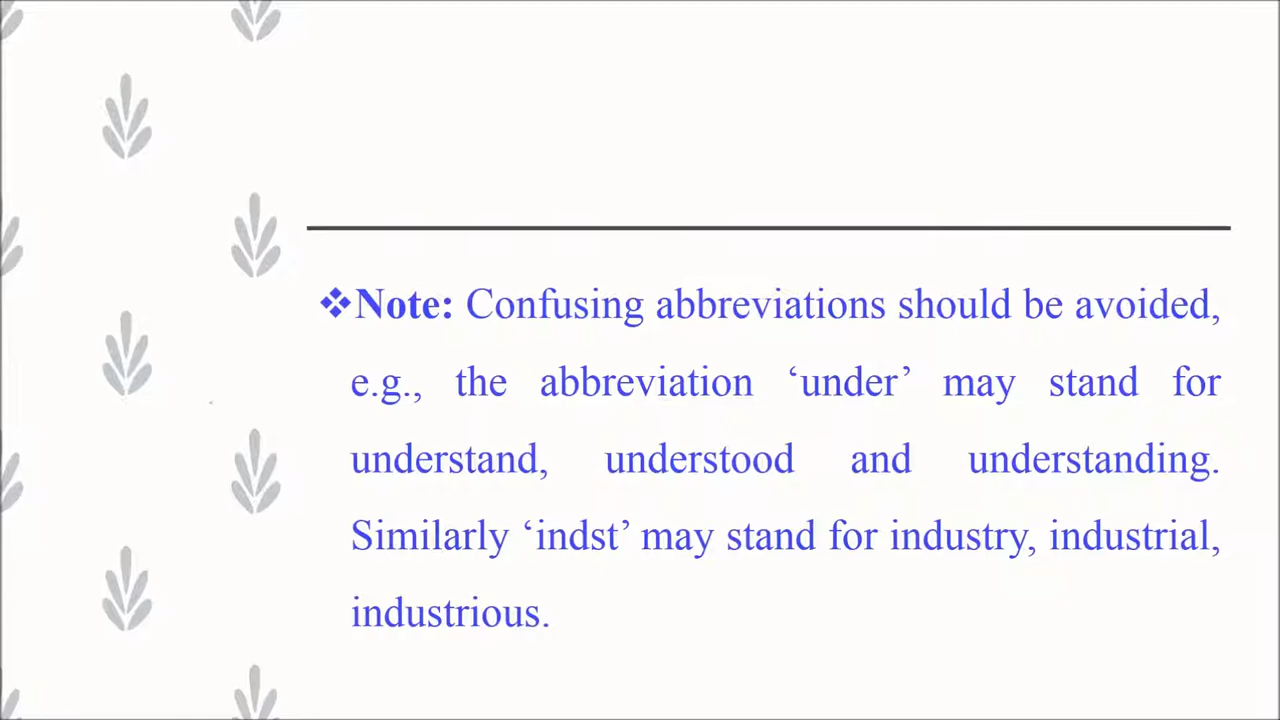 ❖Note: Confusing abbreviations should be avoided,
e.g., the abbreviation ‘under’ may stand for
understand, understood and understanding.
Similarly ‘indst’ may stand for industry, industrial,
industrious.